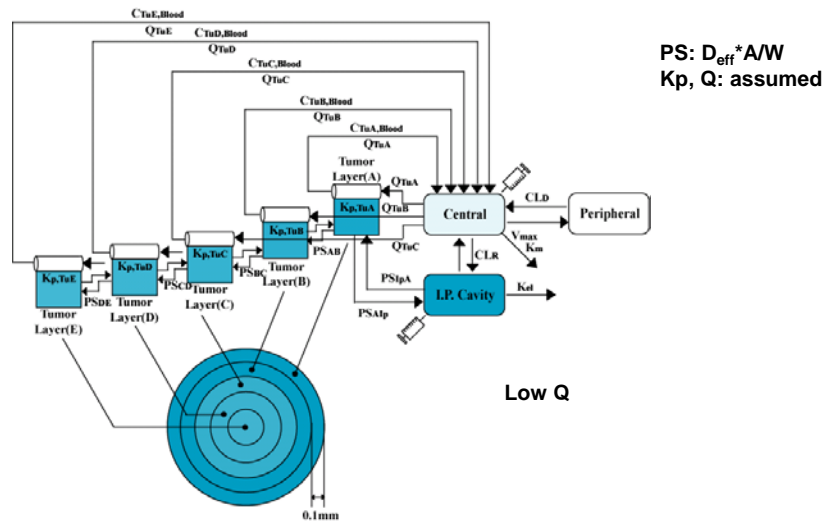 CTuE,Blood
QTuE
CTuD,Blood
QTuD
CTuC,Blood
QTuC
CTuB,Blood
QTuB
CTuA,Blood
QTuA
PS: Deff*A/W
Kp, Q: assumed
Tumor
Layer(A)
QTuA
Kp,TuA
QTuB
Central
CLD
Peripheral
Kp,TuB
QTuC
Vmax
Km
Kp,TuC
PSAB
CLR
Kp,TuD
PSBC
Tumor
Layer(B)
PSIpA
Kp,TuE
PSCD
Tumor
Layer(C)
PSAIp
I.P. Cavity
Kel
PSDE
Tumor
Layer(D)
Tumor
Layer(E)
Low Q
0.1mm